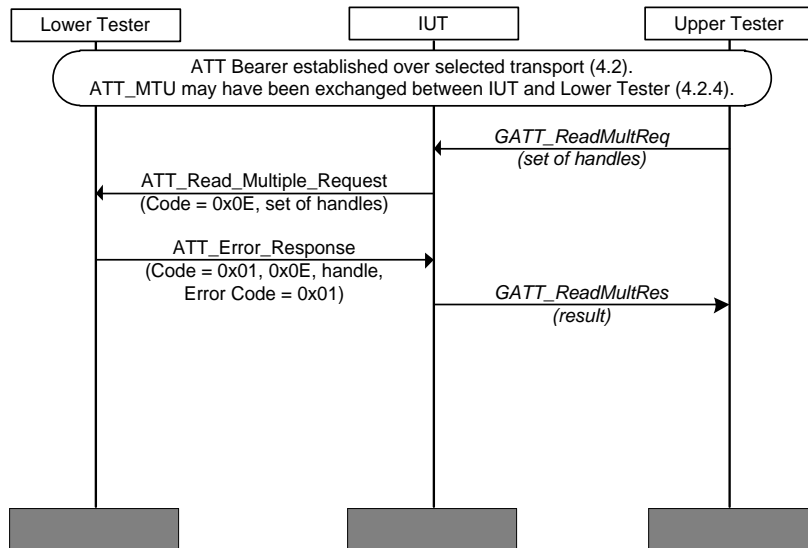 Lower Tester
IUT
Upper Tester
ATT Bearer established over selected transport (4.2).
ATT_MTU may have been exchanged between IUT and Lower Tester (4.2.4).
GATT_ReadMultReq
(set of handles)
ATT_Read_Multiple_Request
(Code = 0x0E, set of handles)
ATT_Error_Response
(Code = 0x01, 0x0E, handle,
Error Code = 0x01)
GATT_ReadMultRes
(result)